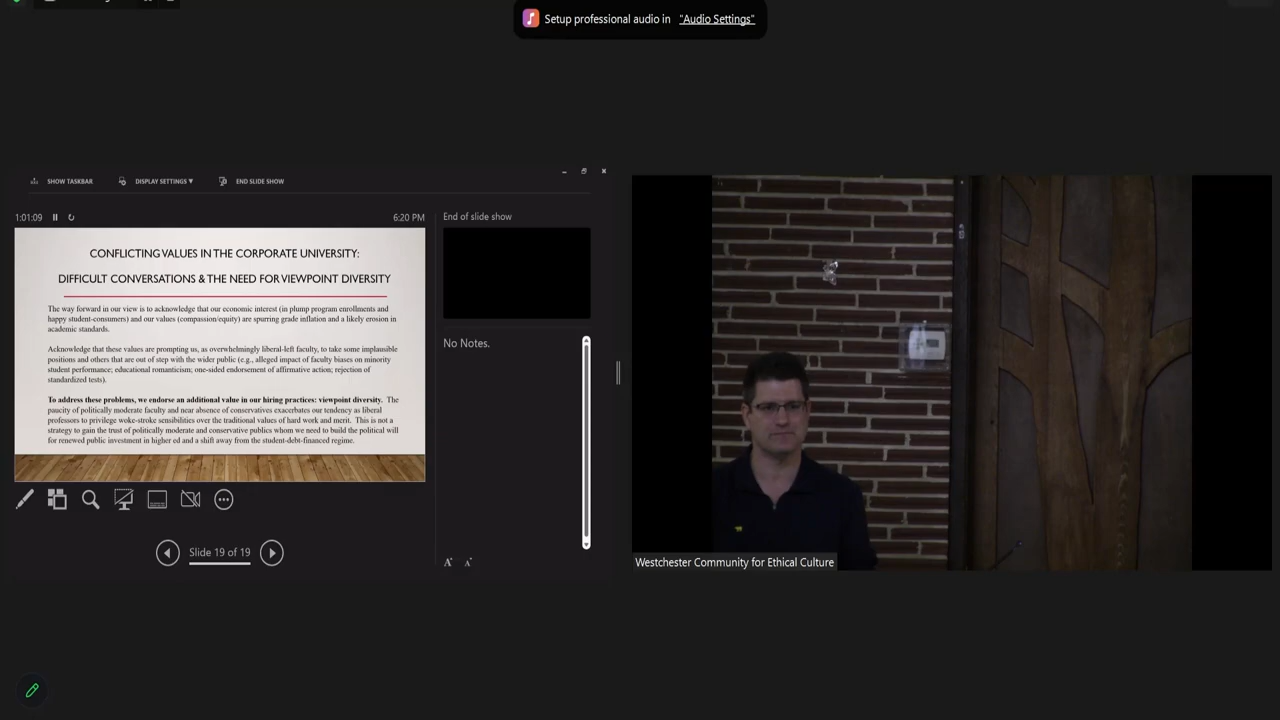 Setup professional audio in "Audio Settings"
SHOW TASKBAR
DISPLAY SETTINGS ▼
END SLIDE SHOW
1:01:09
6:20 PM
End of slide show
CONFLICTING VALUES IN THE CORPORATE UNIVERSITY:
DIFFICULT CONVERSATIONS & THE NEED FOR VIEWPOINT DIVERSITY
The way forward in our view is to acknowledge that our economic interest (in plump program enrollments and
happy student-consumers) and our values (compassion/equity) are spurring grade inflation and a likely erosion in
academic standards.
Acknowledge that these values are prompting us, as overwhelmingly liberal-left faculty, to take some implausible
positions and others that are out of step with the wider public (e.g., alleged impact of faculty biases on minority
student performance; educational romanticism; one-sided endorsement of affirmative action; rejection of
standardized tests).
To address these problems, we endorse an additional value in our hiring practices: viewpoint diversity. The
paucity of politically moderate faculty and near absence of conservatives exacerbates our tendency as liberal
professors to privilege woke-stroke sensibilities over the traditional values of hard work and merit. This is not a
strategy to gain the trust of politically moderate and conservative publics whom we need to build the political will
for renewed public investment in higher ed and a shift away from the student-debt-financed regime.
No Notes.
Slide 19 of 19
A
A
Westchester Community for Ethical Culture